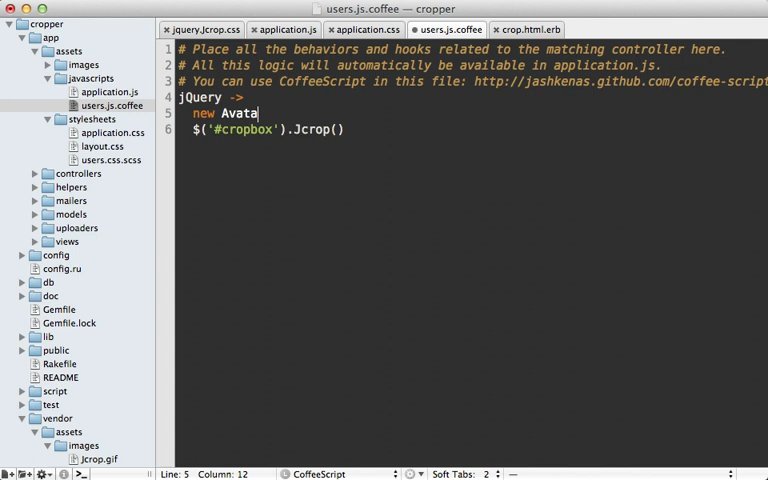 users.js.coffee — cropper
cropper
app
assets
images
javascripts
application.js
users.js.coffee
stylesheets
application.css
layout.css
users.css.scss
controllers
helpers
mailers
models
uploaders
views
config
config.ru
db
doc
Gemfile
Gemfile.lock
lib
public
Rakefile
README
script
test
vendor
assets
images
Jcrop.gif
jquery.Jcrop.css
application.js
application.css
users.js.coffee
crop.html.erb
1 # Place all the behaviors and hooks related to the matching controller here.
2 # All this logic will automatically be available in application.js.
3 # You can use CoffeeScript in this file: http://jashkenas.github.com/coffee-script
4 jQuery ->
5 new Avata
6 $('#cropbox').Jcrop()
Line: 5 Column: 12 CoffeeScript Soft Tabs: 2 —